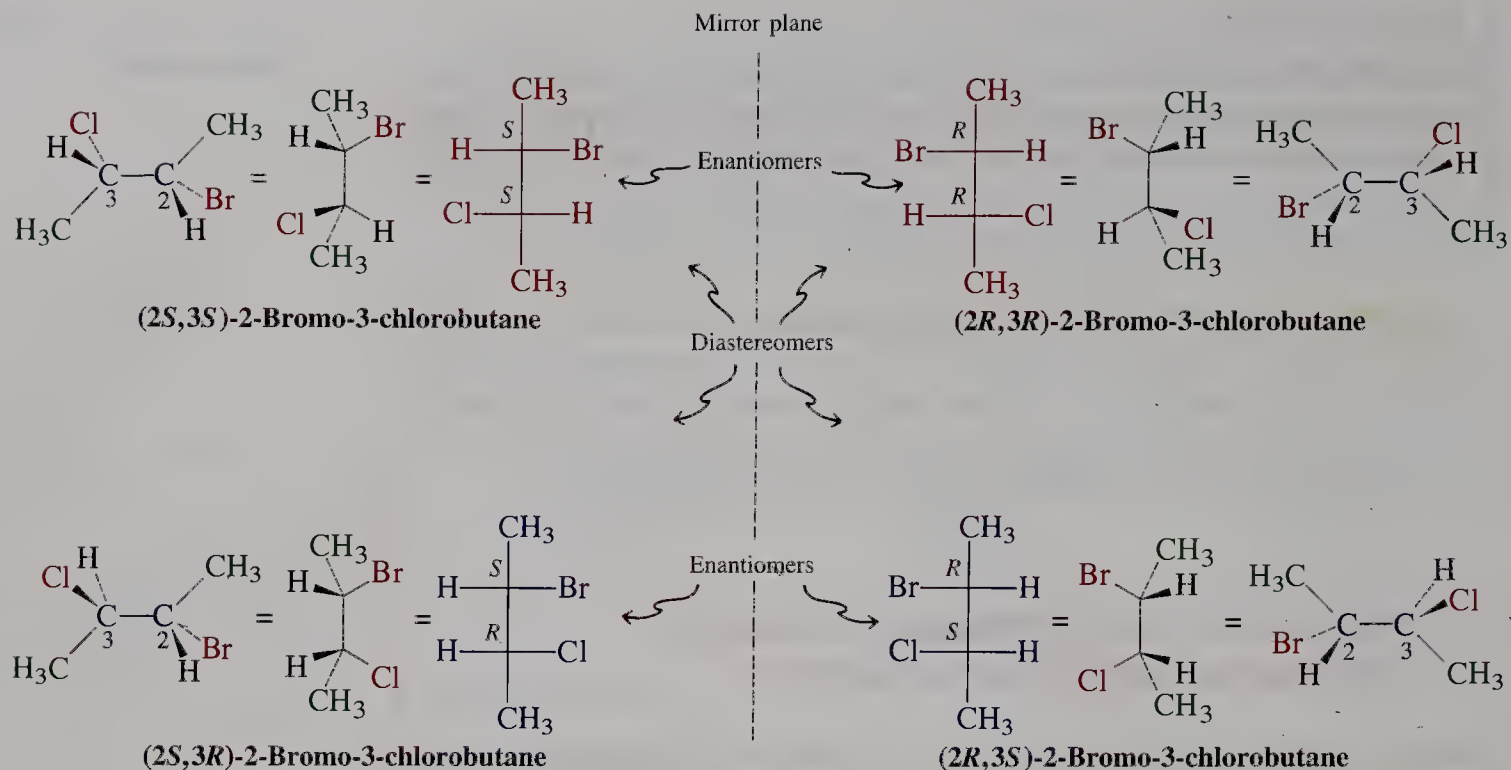 Mirror plane
CH3 CH3 CH3 CH3
Cl CH3 H Br S H Br Enantiomers Br R H Br H H3C Cl
H C C Br = = = = C C H
3 2 S R 2 3
H3C H Cl H Cl H H Cl H Cl Br H CH3
CH3 CH3 CH3 CH3
(2S,3S)-2-Bromo-3-chlorobutane (2R,3R)-2-Bromo-3-chlorobutane
Diastereomers
CH3 CH3 CH3 CH3
H CH3 H Br S H Br Enantiomers Br R H Br H H3C H
Cl C C Br = = = = C C Cl
3 2 R S 2 3
H3C H H Cl H Cl Cl H Cl H Br H CH3
CH3 CH3 CH3 CH3
(2S,3R)-2-Bromo-3-chlorobutane (2R,3S)-2-Bromo-3-chlorobutane